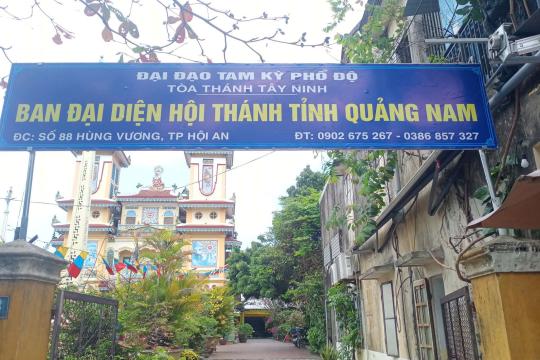 ĐẠI ĐẠO TAM KỲ PHỔ ĐỘ
TÒA THÁNH TÂY NINH
BAN ĐẠI DIỆN HỘI THÁNH TỈNH QUẢNG NAM
ĐC: SỐ 88 HÙNG VƯƠNG, TP HỘI AN ĐT: 0902 675 267 - 0386 857 327